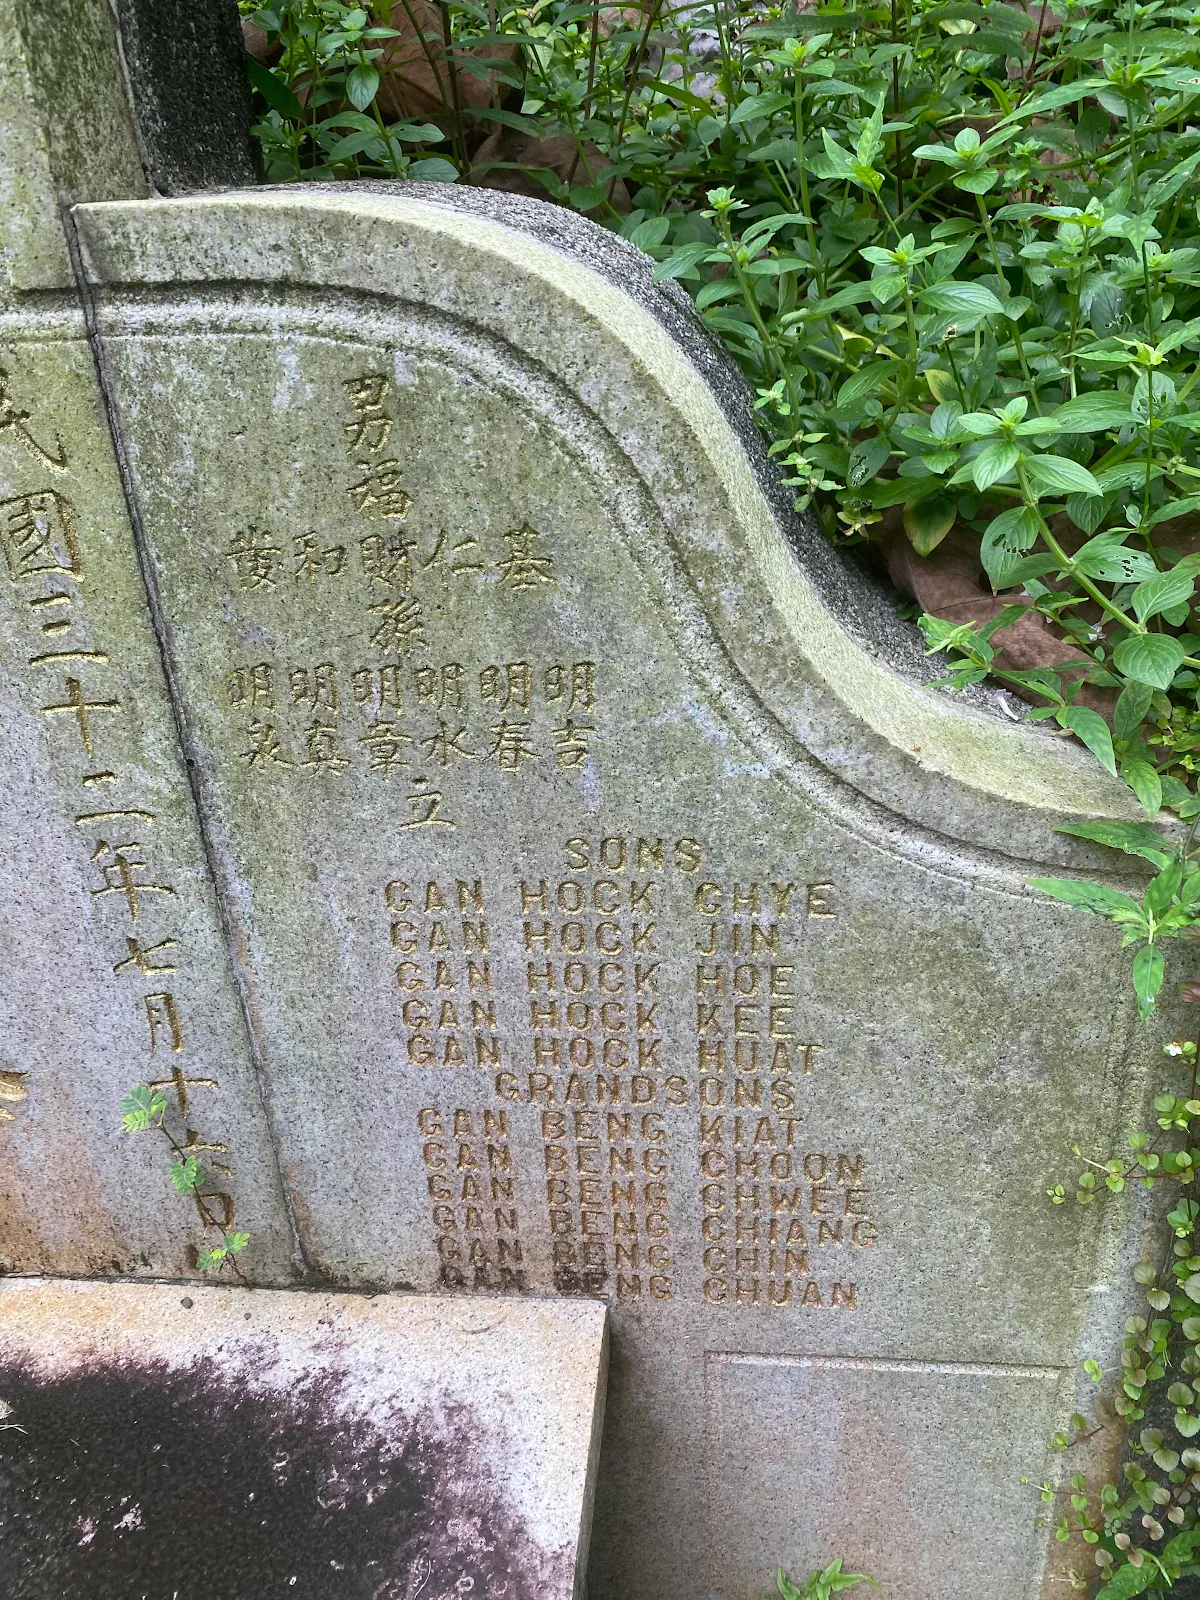 民國三十二年七月十六日
男
福
發和財仁基
孫
明明明明明明
泉真章水春吉
立
SONS
GAN HOCK CHYE
GAN HOCK JIN
GAN HOCK HOE
GAN HOCK KEE
GAN HOCK HUAT
GRANDSONS
GAN BENG KIAT
GAN BENG CHOON
GAN BENG CHWEE
GAN BENG CHIANG
GAN BENG CHIN
GAN BENG CHUAN